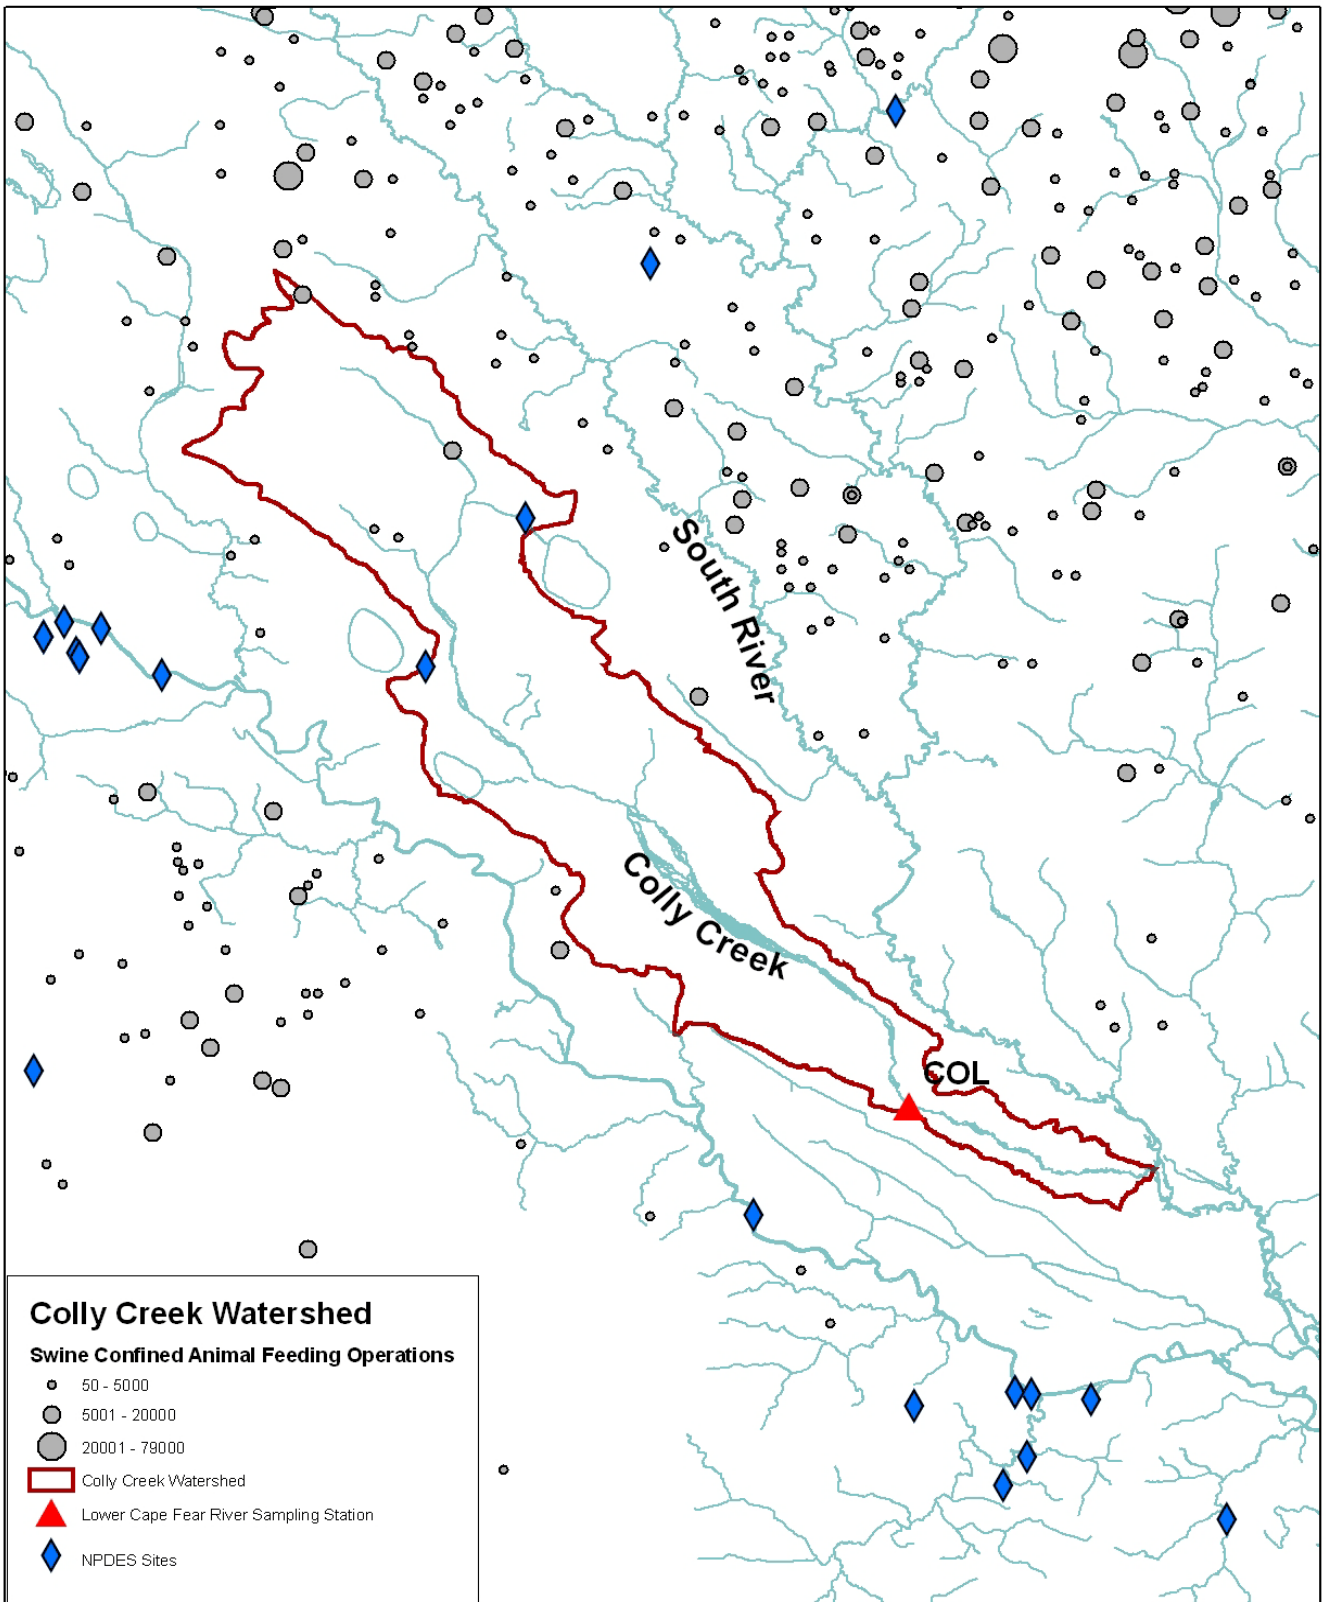 South River
Colly Creek
COL
Colly Creek Watershed
Swine Confined Animal Feeding Operations
50 - 5000
5001 - 20000
20001 - 79000
Colly Creek Watershed
Lower Cape Fear River Sampling Station
NPDES Sites